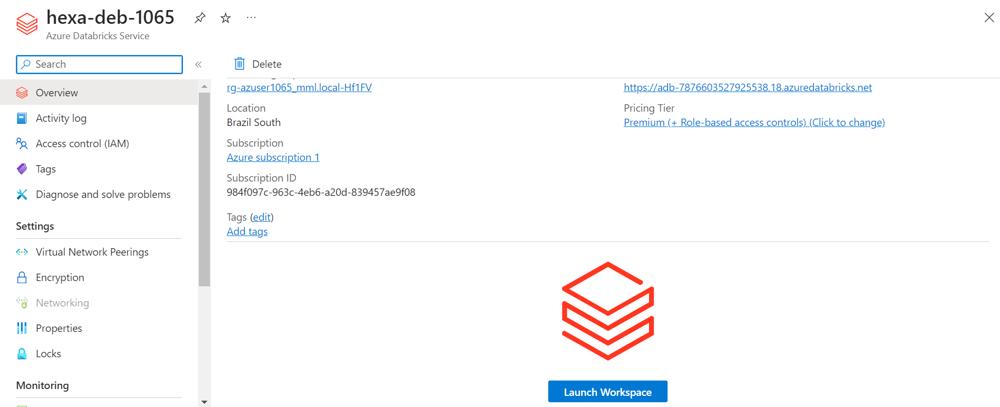 hexa-deb-1065
Azure Databricks Service
Search
Delete
Overview
Activity log
Access control (IAM)
Tags
Diagnose and solve problems
Settings
Virtual Network Peerings
Encryption
Networking
Properties
Locks
Monitoring
rg-azuser1065_mml.local-Hf1FV
Location
Brazil South
Subscription
Azure subscription 1
Subscription ID
984f097c-963c-4eb6-a20d-839457ae9f08
Tags (edit)
Add tags
https://adb-7876603527925538.18.azuredatabricks.net
Pricing Tier
Premium (+ Role-based access controls) (Click to change)
Launch Workspace